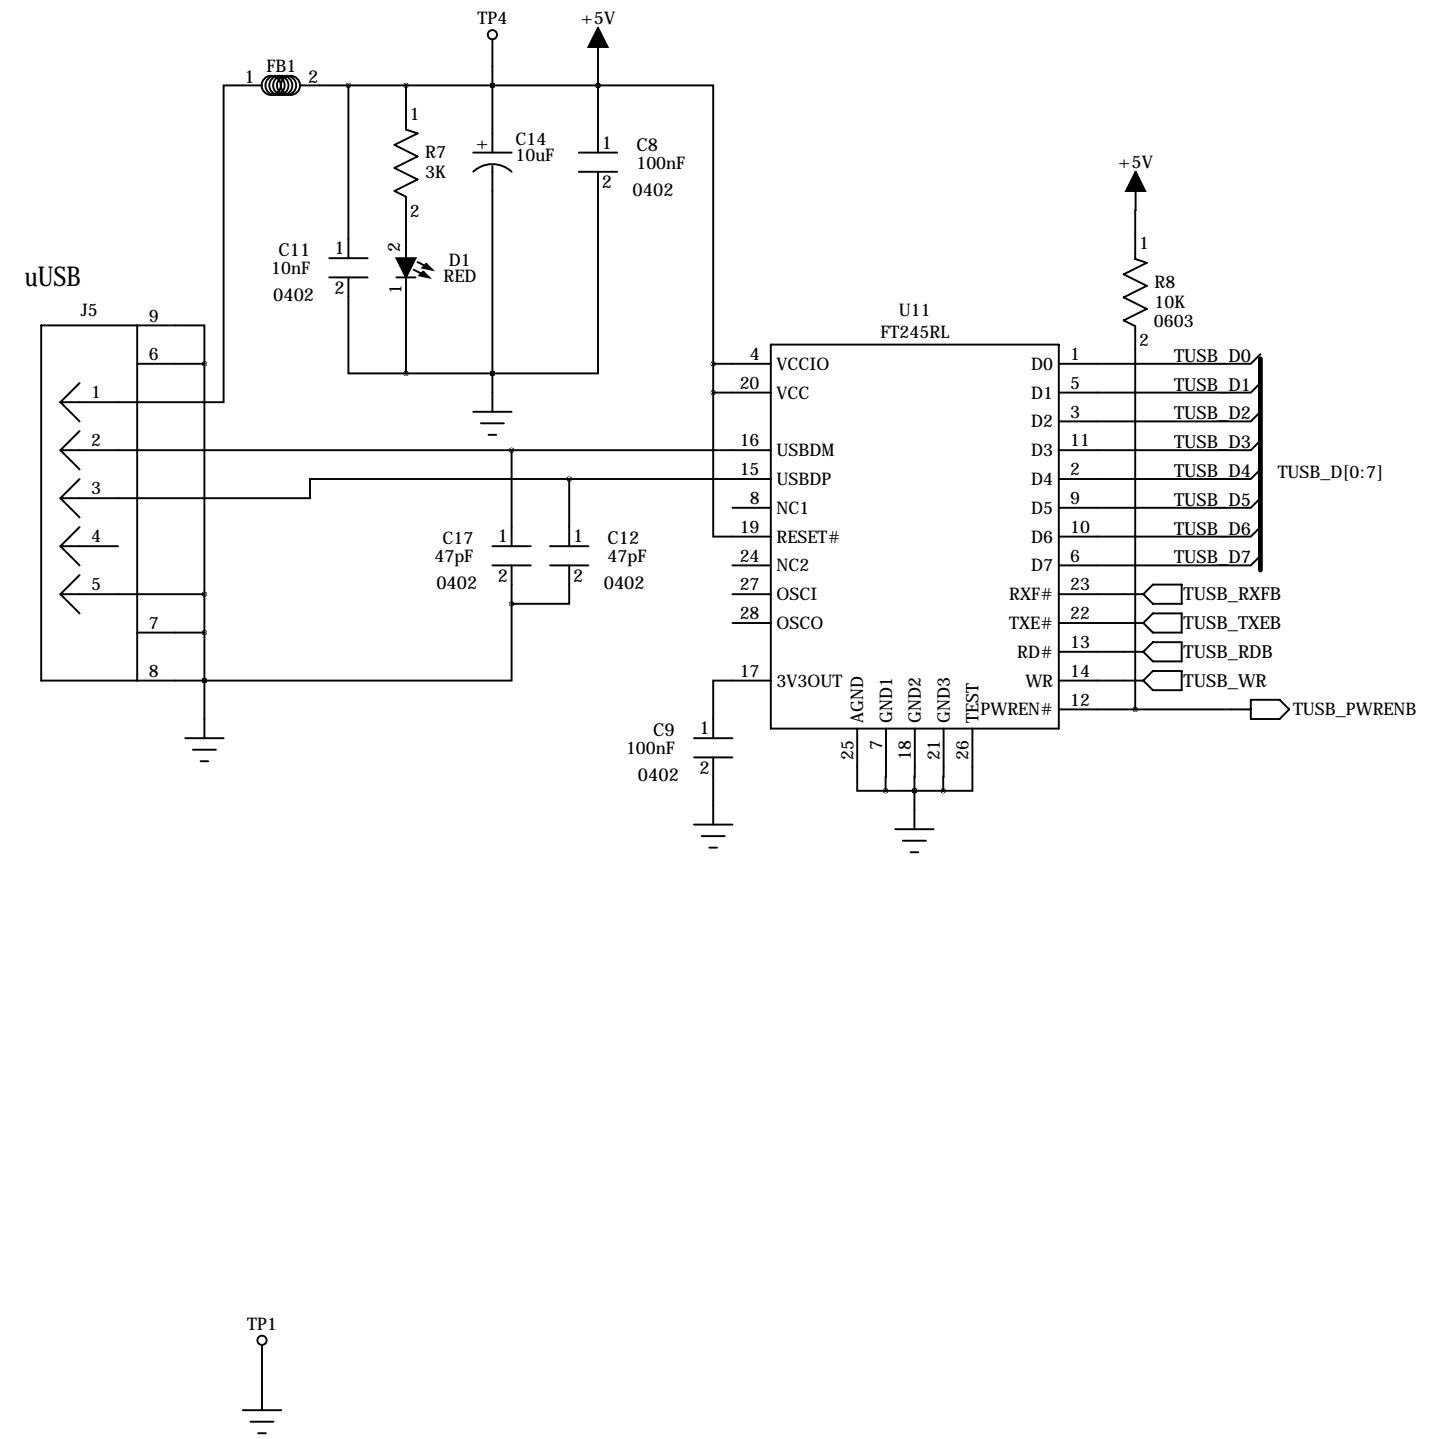 TP4
+5V
FB1
1
2
1
R7
3K
2
+
C14
10uF
1
C8
100nF
2
0402
+5V
1
R8
10K
0603
2
C11
1
10nF
2
0402
2
D1
RED
1
uUSB
J5
9
6
1
2
3
4
5
7
8
U11
FT245RL
4 VCCIO
20 VCC
16 USBDM
15 USBDP
8 NC1
19 RESET#
24 NC2
27 OSCI
28 OSCO
17 3V3OUT
D0 1 TUSB_D0
D1 5 TUSB_D1
D2 3 TUSB_D2
D3 11 TUSB_D3
D4 2 TUSB_D4
D5 9 TUSB_D5
D6 10 TUSB_D6
D7 6 TUSB_D7
TUSB_D[0:7]
RXF# 23 TUSB_RXFB
TXE# 22 TUSB_TXEB
RD# 13 TUSB_RDB
WR 14 TUSB_WR
PWREN# 12 TUSB_PWRENB
AGND 25
GND1 7
GND2 18
GND3 21
TEST 26
C17
1
47pF
2
0402
1
C12
47pF
2
0402
C9
1
100nF
2
0402
TP1